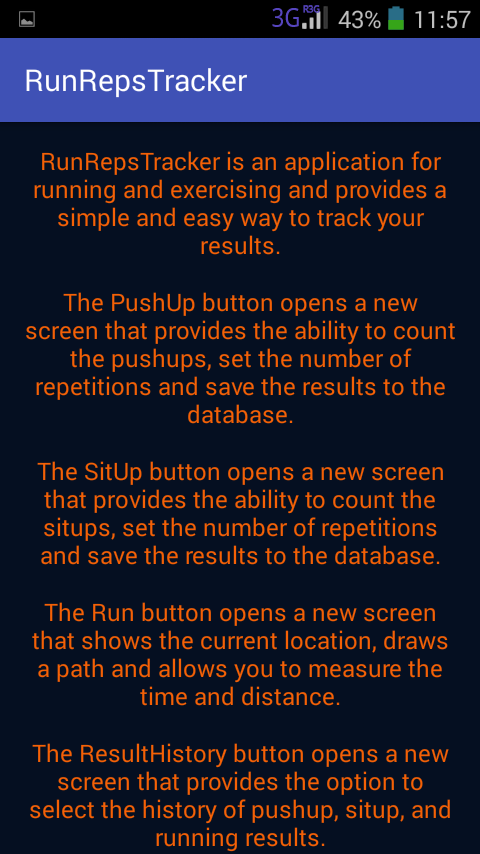 3G R3G 43% 11:57
RunRepsTracker
RunRepsTracker is an application for
running and exercising and provides a
simple and easy way to track your
results.
The PushUp button opens a new
screen that provides the ability to count
the pushups, set the number of
repetitions and save the results to the
database.
The SitUp button opens a new screen
that provides the ability to count the
situps, set the number of repetitions
and save the results to the database.
The Run button opens a new screen
that shows the current location, draws
a path and allows you to measure the
time and distance.
The ResultHistory button opens a new
screen that provides the option to
select the history of pushup, situp, and
running results.